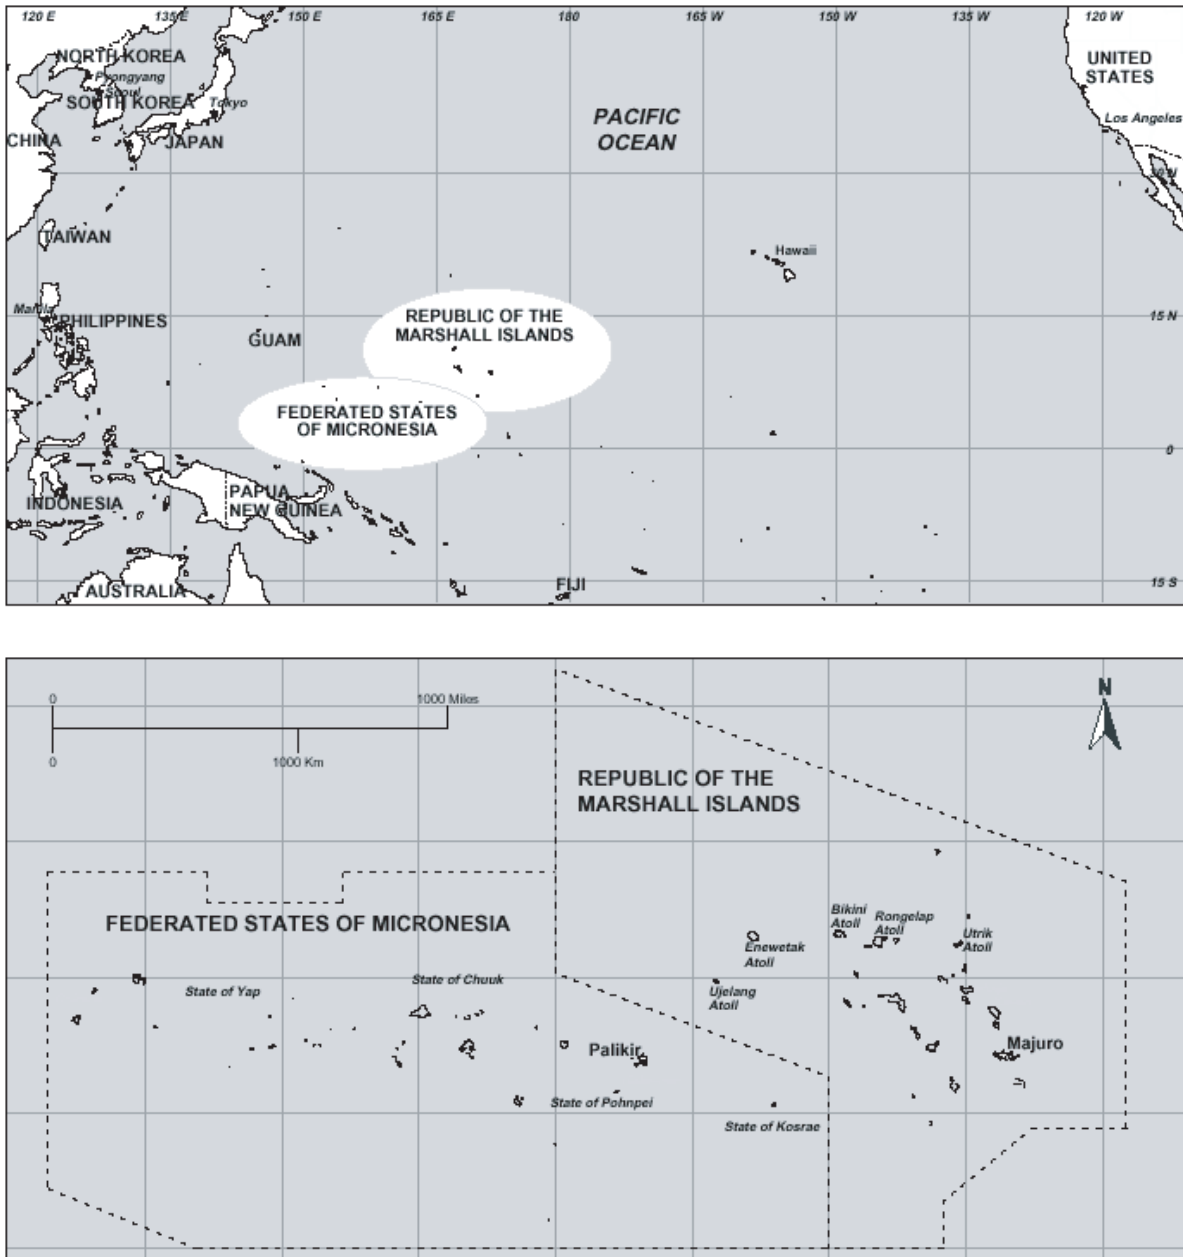 120 E
135 E
150 E
165 E
180
165 W
150 W
135 W
120 W
NORTH KOREA
Pyongyang
Seoul
SOUTH KOREA
Tokyo
CHINA
JAPAN
PACIFIC
OCEAN
UNITED
STATES
Los Angeles
30 N
TAIWAN
Hawaii
Manila
PHILIPPINES
GUAM
REPUBLIC OF THE
MARSHALL ISLANDS
15 N
FEDERATED STATES
OF MICRONESIA
0
INDONESIA
PAPUA
NEW GUINEA
AUSTRALIA
FIJI
15 S
0
1000 Miles
0
1000 Km
N
REPUBLIC OF THE
MARSHALL ISLANDS
FEDERATED STATES OF MICRONESIA
Bikini
Atoll
Rongelap
Atoll
Utrik
Atoll
Enewetak
Atoll
Ujelang
Atoll
State of Yap
State of Chuuk
Palikir
Majuro
State of Pohnpei
State of Kosrae